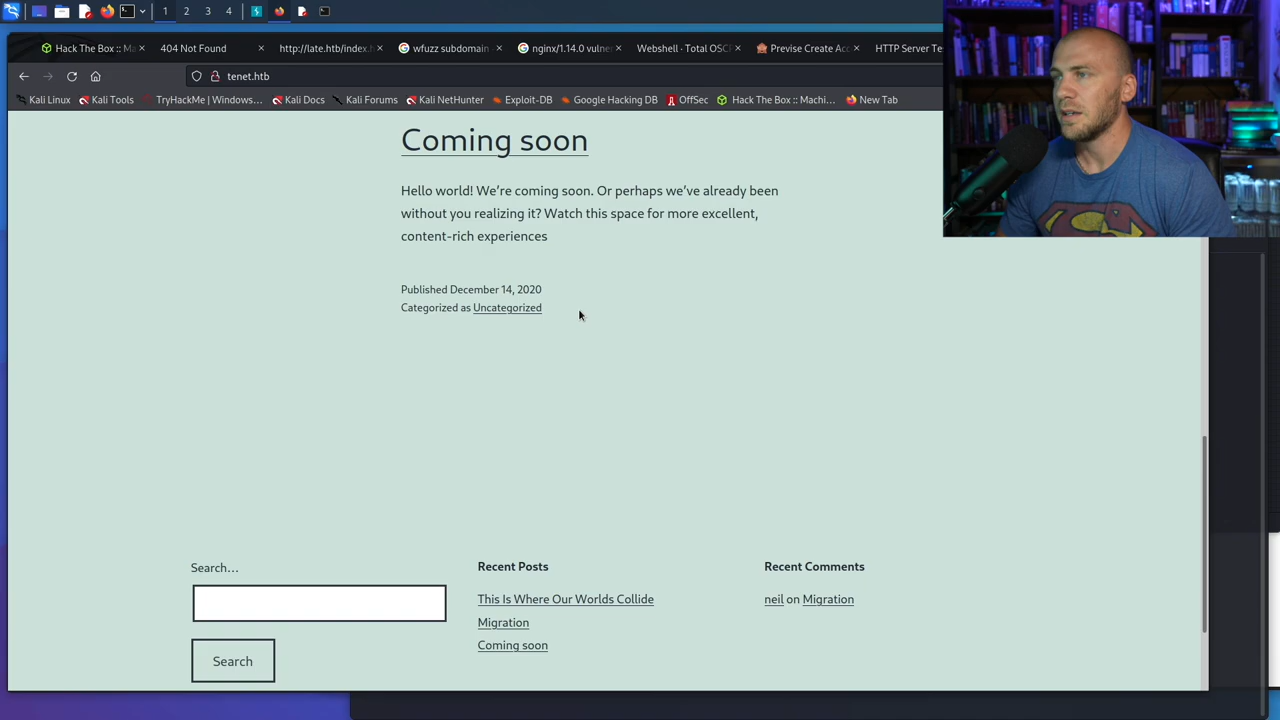 1 2 3 4
Hack The Box :: Ma
404 Not Found
http://late.htb/index.
wfuzz subdomain
nginx/1.14.0 vulne
Webshell · Total OSC
Previse Create Acc
HTTP Server Te
tenet.htb
Kali Linux
Kali Tools
TryHackMe | Windows...
Kali Docs
Kali Forums
Kali NetHunter
Exploit-DB
Google Hacking DB
OffSec
Hack The Box :: Machi...
New Tab
Coming soon
Hello world! We’re coming soon. Or perhaps we’ve already been
without you realizing it? Watch this space for more excellent,
content-rich experiences
Published December 14, 2020
Categorized as Uncategorized
Search…
Search
Recent Posts
This Is Where Our Worlds Collide
Migration
Coming soon
Recent Comments
neil on Migration